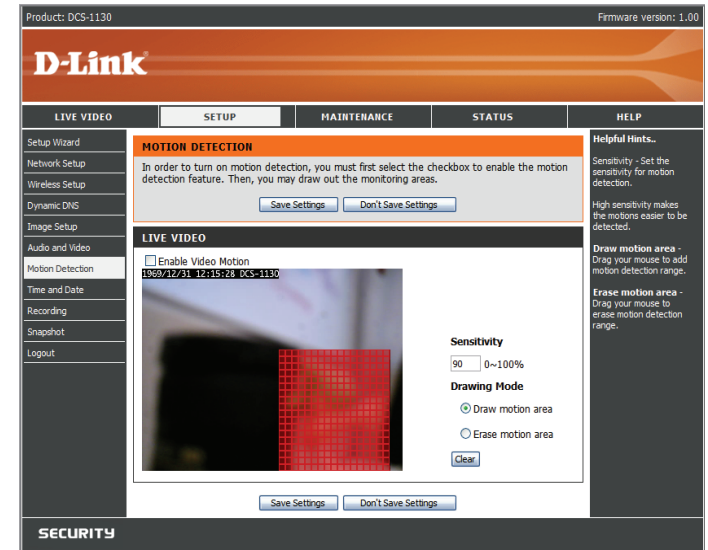 Product: DCS-1130
Firmware version: 1.00
D-Link
LIVE VIDEO
SETUP
MAINTENANCE
STATUS
HELP
Setup Wizard
Network Setup
Wireless Setup
Dynamic DNS
Image Setup
Audio and Video
Motion Detection
Time and Date
Recording
Snapshot
Logout
MOTION DETECTION
In order to turn on motion detection, you must first select the checkbox to enable the motion
detection feature. Then, you may draw out the monitoring areas.
Save Settings
Don't Save Settings
LIVE VIDEO
Enable Video Motion
1969/12/31 12:15:28 DCS-1130
Sensitivity
90 0~100%
Drawing Mode
Draw motion area
Erase motion area
Clear
Save Settings
Don't Save Settings
Helpful Hints..
Sensitivity - Set the
sensitivity for motion
detection.
High sensitivity makes
the motions easier to be
detected.
Draw motion area -
Drag your mouse to add
motion detection range.
Erase motion area -
Drag your mouse to
erase motion detection
range.
SECURITY